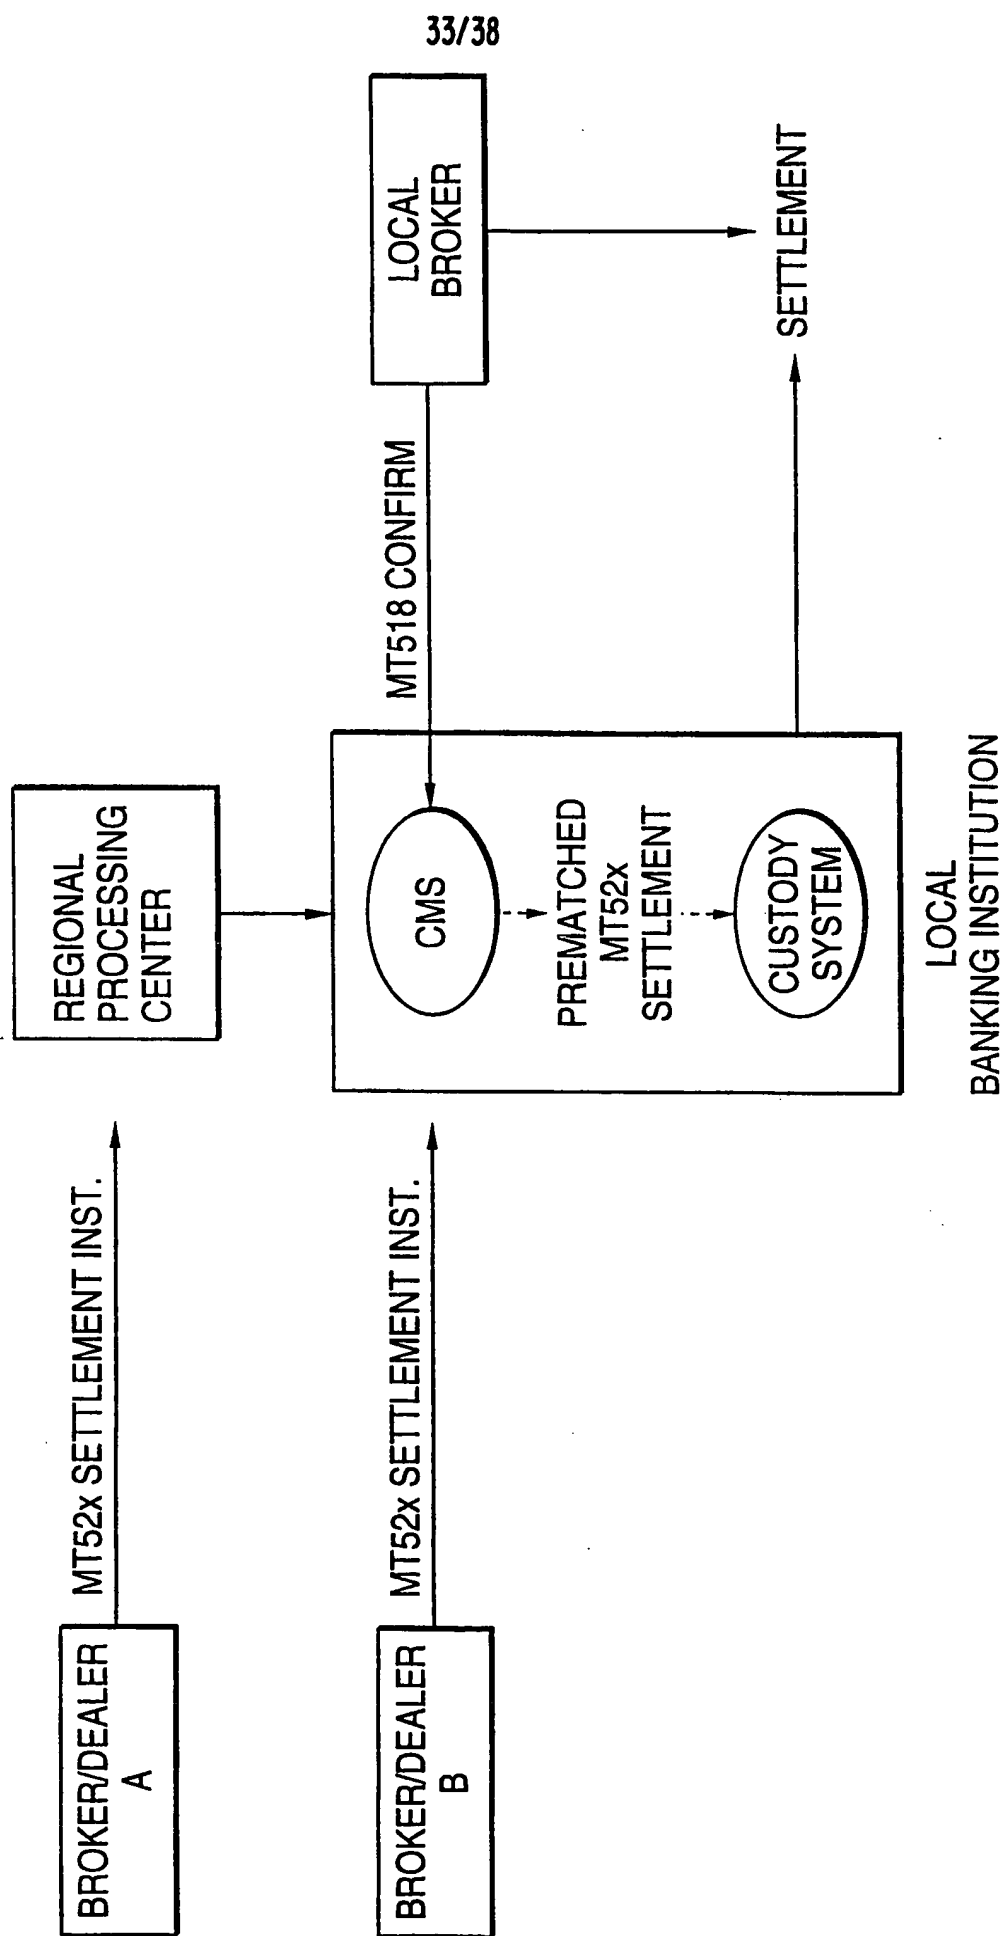 33/38
BROKER/DEALER
A
MT52x SETTLEMENT INST.
REGIONAL
PROCESSING
CENTER
BROKER/DEALER
B
MT52x SETTLEMENT INST.
CMS
PREMATCHED
MT52x
SETTLEMENT
CUSTODY
SYSTEM
LOCAL
BANKING INSTITUTION
MT518 CONFIRM
LOCAL
BROKER
SETTLEMENT